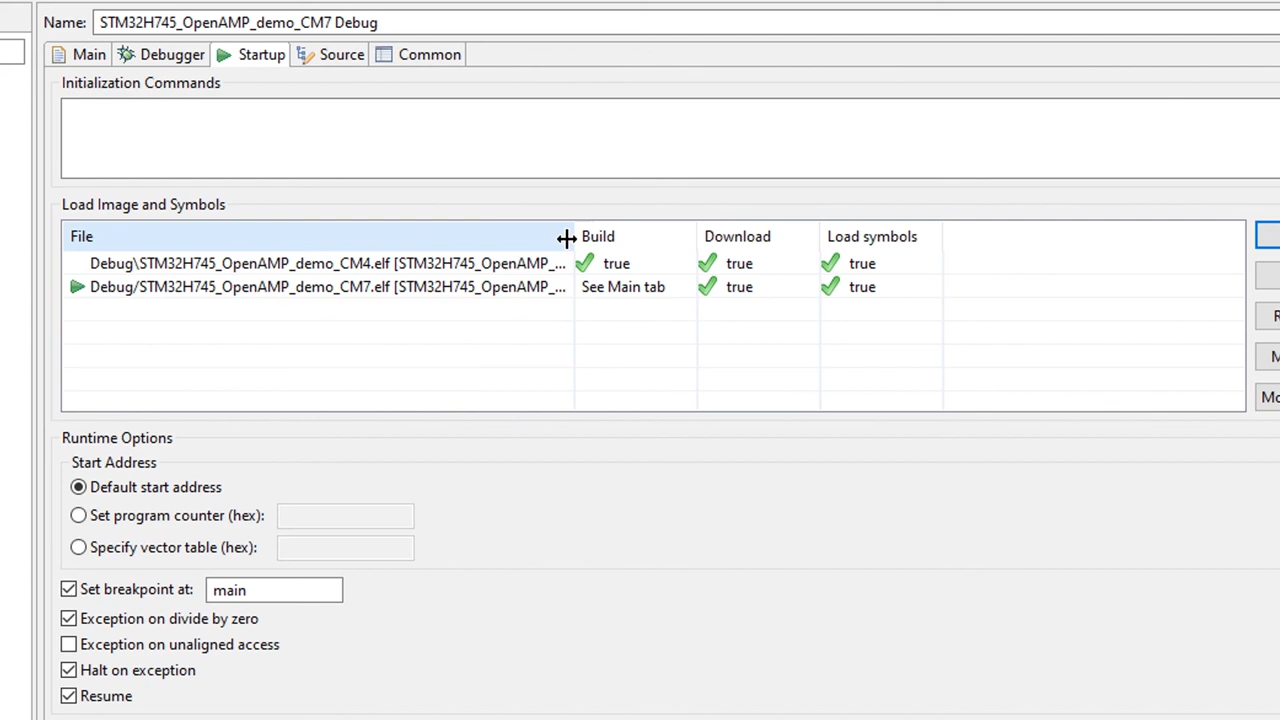 Name: STM32H745_OpenAMP_demo_CM7 Debug
Main Debugger Startup Source Common
Initialization Commands
Load Image and Symbols
File Build Download Load symbols
Debug\STM32H745_OpenAMP_demo_CM4.elf [STM32H745_OpenAMP_... true true true
Debug/STM32H745_OpenAMP_demo_CM7.elf [STM32H745_OpenAMP_... See Main tab true true
R
M
Mo
Runtime Options
Start Address
Default start address
Set program counter (hex):
Specify vector table (hex):
Set breakpoint at: main
Exception on divide by zero
Exception on unaligned access
Halt on exception
Resume